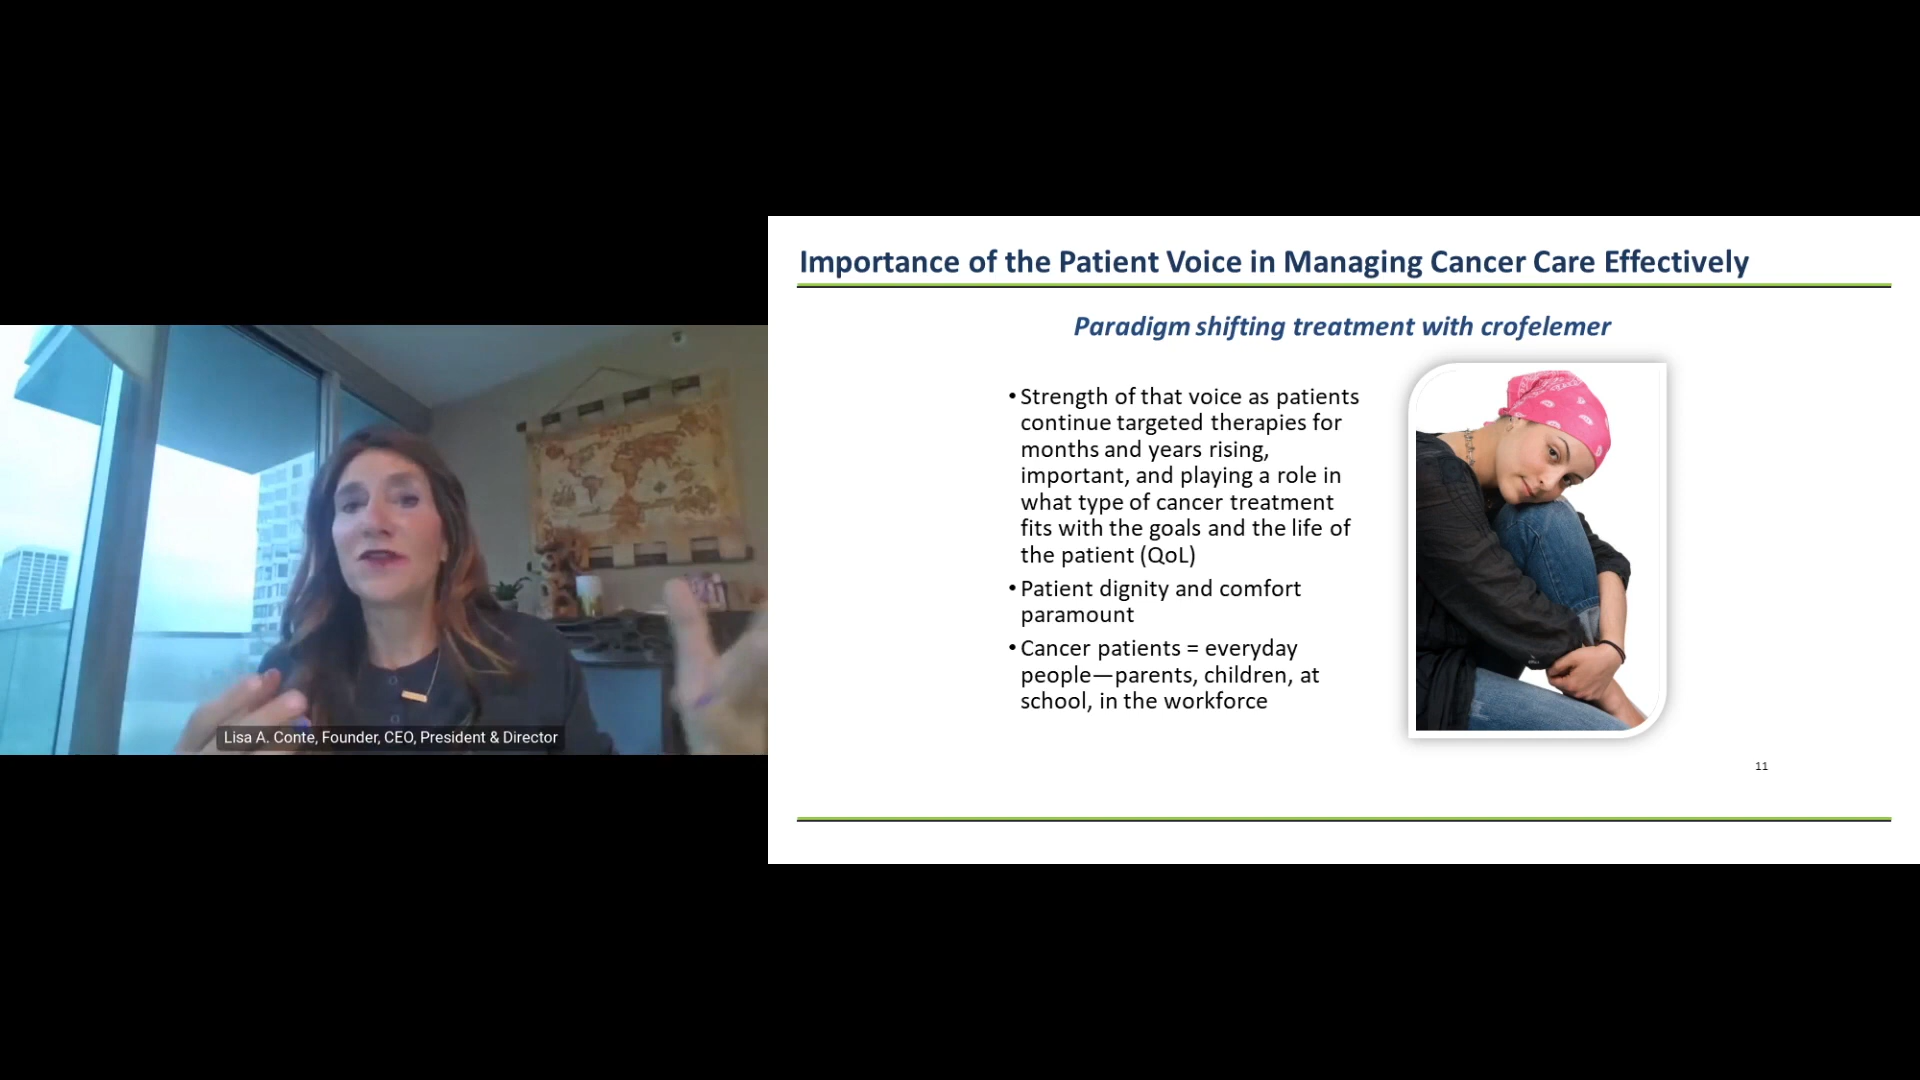 Importance of the Patient Voice in Managing Cancer Care Effectively
Paradigm shifting treatment with crofelemer
• Strength of that voice as patients
continue targeted therapies for
months and years rising,
important, and playing a role in
what type of cancer treatment
fits with the goals and the life of
the patient (QoL)
• Patient dignity and comfort
paramount
• Cancer patients = everyday
people—parents, children, at
school, in the workforce
11
Lisa A. Conte, Founder, CEO, President & Director